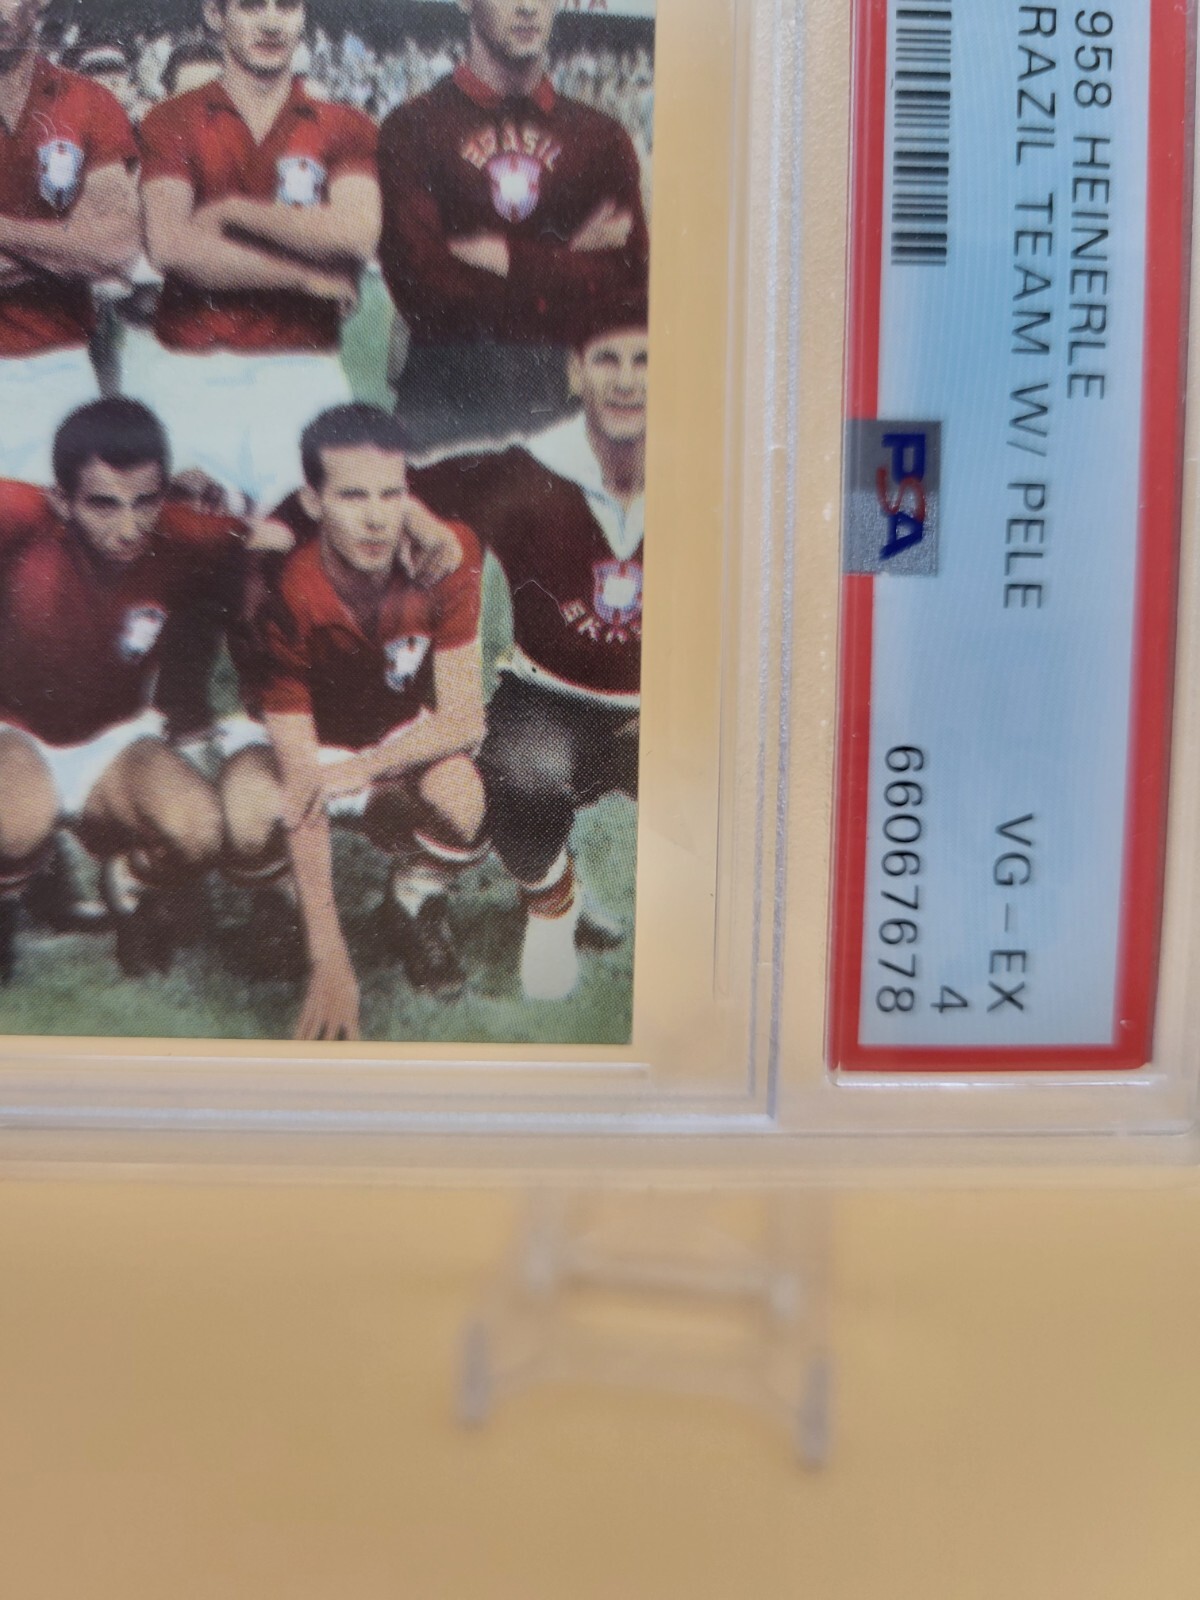 958 HEINERLE
RAZIL TEAM W/ PELE
VG-EX
4
PSA
66067678
BRASIL